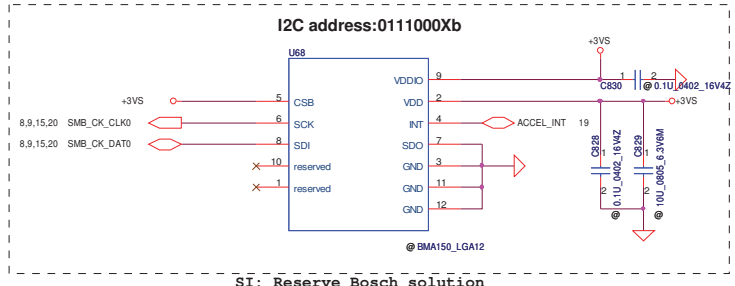 I2C address:0111000Xb
U68
+3VS
VDDIO 9
C830 1 2
@ 0.1U_0402_16V4Z
+3VS 5 CSB
VDD 2
+3VS
8,9,15,20 SMB_CK_CLK0 6 SCK
INT 4 ACCEL_INT 19
8,9,15,20 SMB_CK_DAT0 8 SDI
SDO 7
10 reserved
GND 3
1 reserved
GND 11
GND 12
C828 1 2
@ 0.1U_0402_16V4Z
C829 1 2
@ 10U_0805_6.3V6M
@ BMA150_LGA12
SI: Reserve Bosch solution